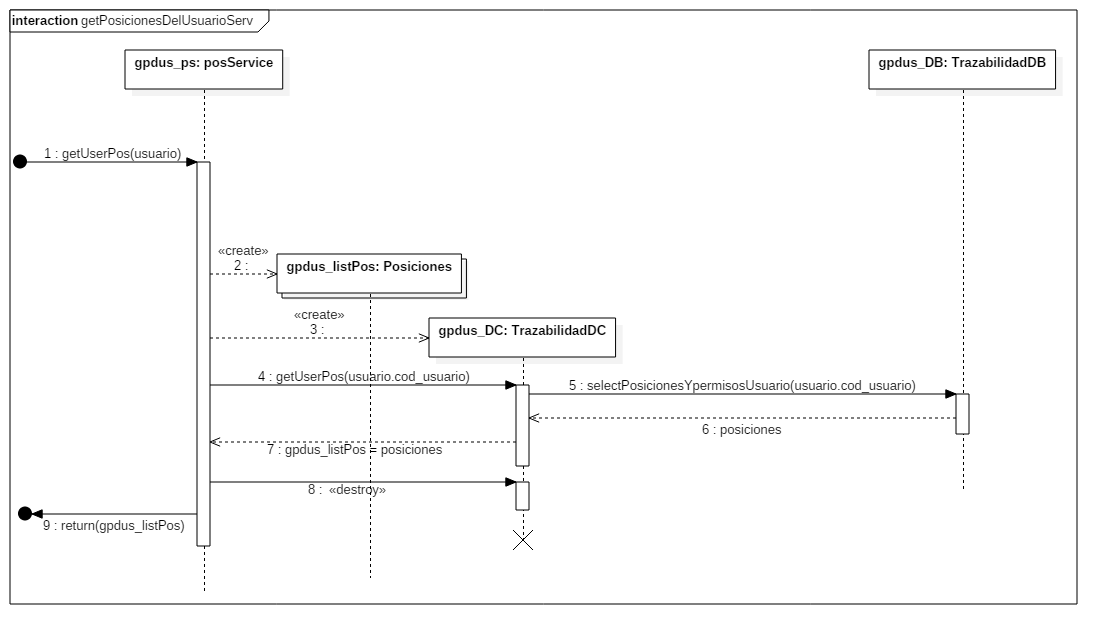 interaction getPosicionesDelUsuarioServ
gpdus_ps: posService
gpdus_DB: TrazabilidadDB
1 : getUserPos(usuario)
«create»
2 :
gpdus_listPos: Posiciones
«create»
3 :
gpdus_DC: TrazabilidadDC
4 : getUserPos(usuario.cod_usuario)
5 : selectPosicionesYpermisosUsuario(usuario.cod_usuario)
6 : posiciones
7 : gpdus_listPos = posiciones
8 : «destroy»
9 : return(gpdus_listPos)